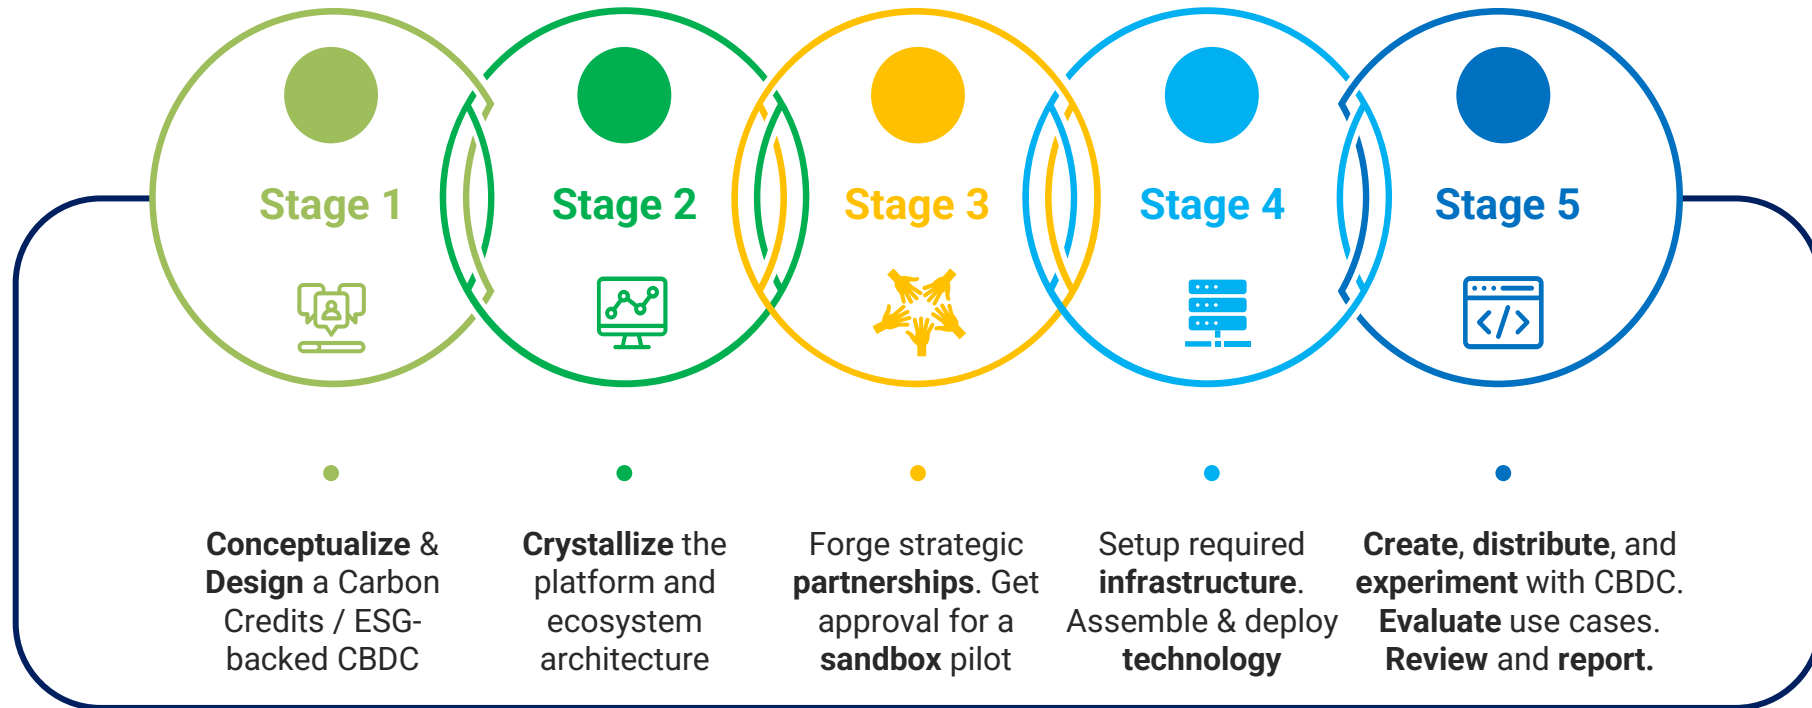 Stage 1
Stage 2
Stage 3
Stage 4
Stage 5
Conceptualize &
Design a Carbon
Credits / ESG-
backed CBDC
Crystallize the
platform and
ecosystem
architecture
Forge strategic
partnerships. Get
approval for a
sandbox pilot
Setup required
infrastructure.
Assemble & deploy
technology
Create, distribute, and
experiment with CBDC.
Evaluate use cases.
Review and report.